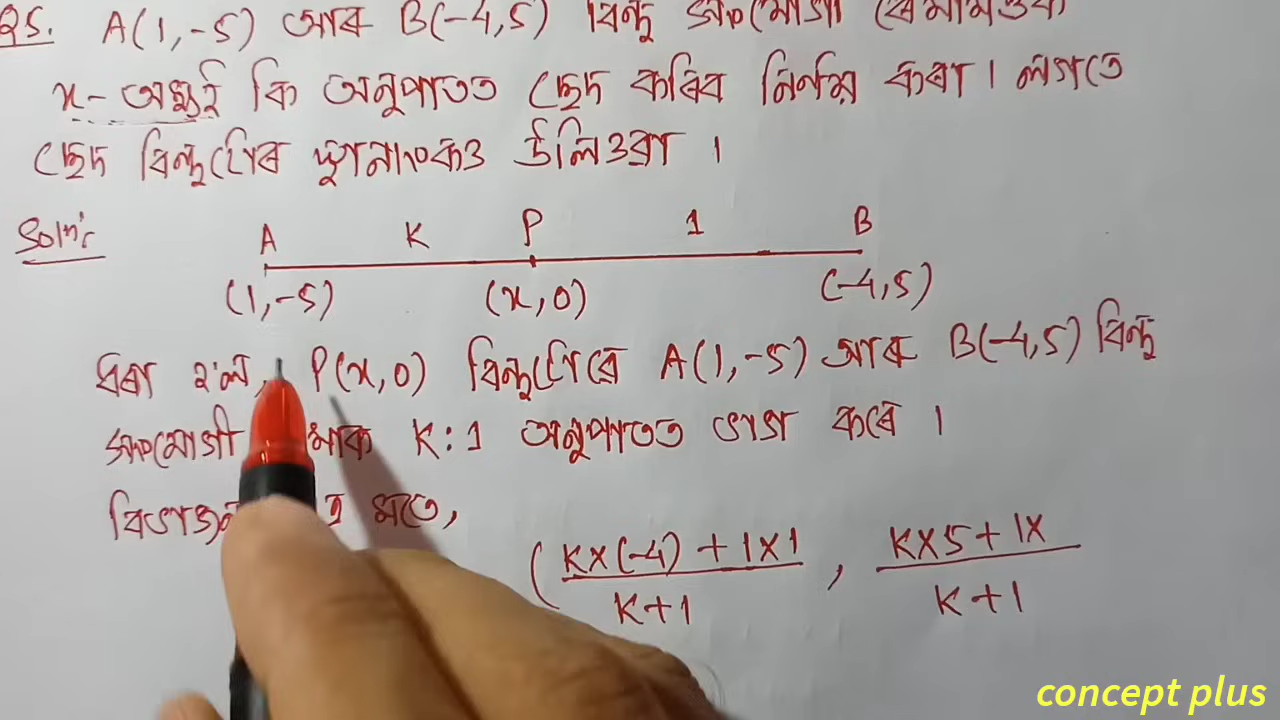 Q5. A(1,-5) আৰু B(-4,5) বিন্দু সংযোগী ৰেখাখণ্ডক
x-অক্ষই কি অনুপাতত ছেদ কৰিব নিৰ্ণয় কৰা। লগতে
ছেদ বিন্দুটোৰ স্থানাংকও উলিওৱা।
Solnː A K P 1 B
(1,-5) (x,0) (-4,5)
ধৰা হ'ল, P(x,0) বিন্দুটোৱে A(1,-5) আৰু B(-4,5) বিন্দু
সংযোগী K:1 অনুপাতত ভাগ কৰে।
মতে,
( K×(-4)+1×1 / K+1 , K×5+1× / K+1
concept plus